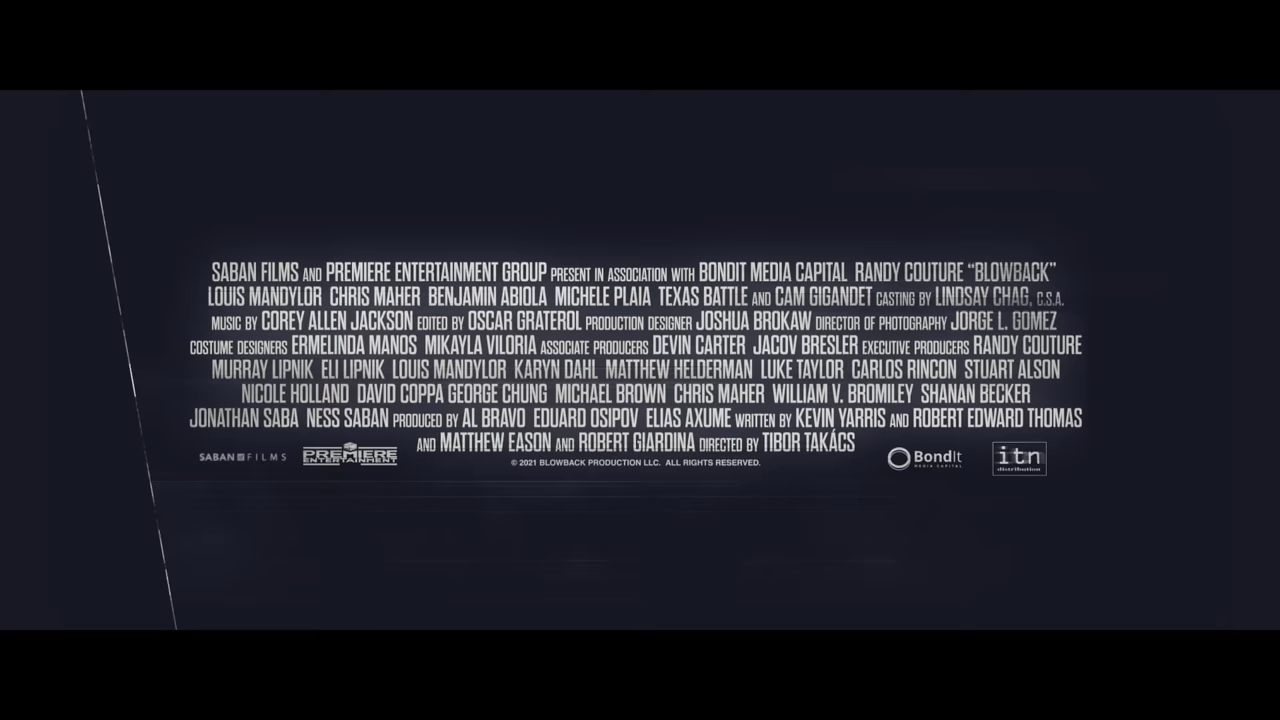 SABAN FILMS AND PREMIERE ENTERTAINMENT GROUP PRESENT IN ASSOCIATION WITH BONDIT MEDIA CAPITAL RANDY COUTURE “BLOWBACK”
LOUIS MANDYLOR CHRIS MAHER BENJAMIN ABIOLA MICHELE PLAIA TEXAS BATTLE AND CAM GIGANDET CASTING BY LINDSAY CHAG, C.S.A.
MUSIC BY COREY ALLEN JACKSON EDITED BY OSCAR GRATEROL PRODUCTION DESIGNER JOSHUA BROKAW DIRECTOR OF PHOTOGRAPHY JORGE L. GOMEZ
COSTUME DESIGNERS ERMELINDA MANOS MIKAYLA VILORIA ASSOCIATE PRODUCERS DEVIN CARTER JACOV BRESLER EXECUTIVE PRODUCERS RANDY COUTURE
MURRAY LIPNIK ELI LIPNIK LOUIS MANDYLOR KARYN DAHL MATTHEW HELDERMAN LUKE TAYLOR CARLOS RINCON STUART ALSON
NICOLE HOLLAND DAVID COPPA GEORGE CHUNG MICHAEL BROWN CHRIS MAHER WILLIAM V. BROMILEY SHANAN BECKER
JONATHAN SABA NESS SABAN PRODUCED BY AL BRAVO EDUARD OSIPOV ELIAS AXUME WRITTEN BY KEVIN YARRIS AND ROBERT EDWARD THOMAS
AND MATTHEW EASON AND ROBERT GIARDINA DIRECTED BY TIBOR TAKÁCS
SABAN FILMS
PREMIERE
ENTERTAINMENT
© 2021 BLOWBACK PRODUCTION LLC. ALL RIGHTS RESERVED.
BondIt
MEDIA CAPITAL
itn
distribution